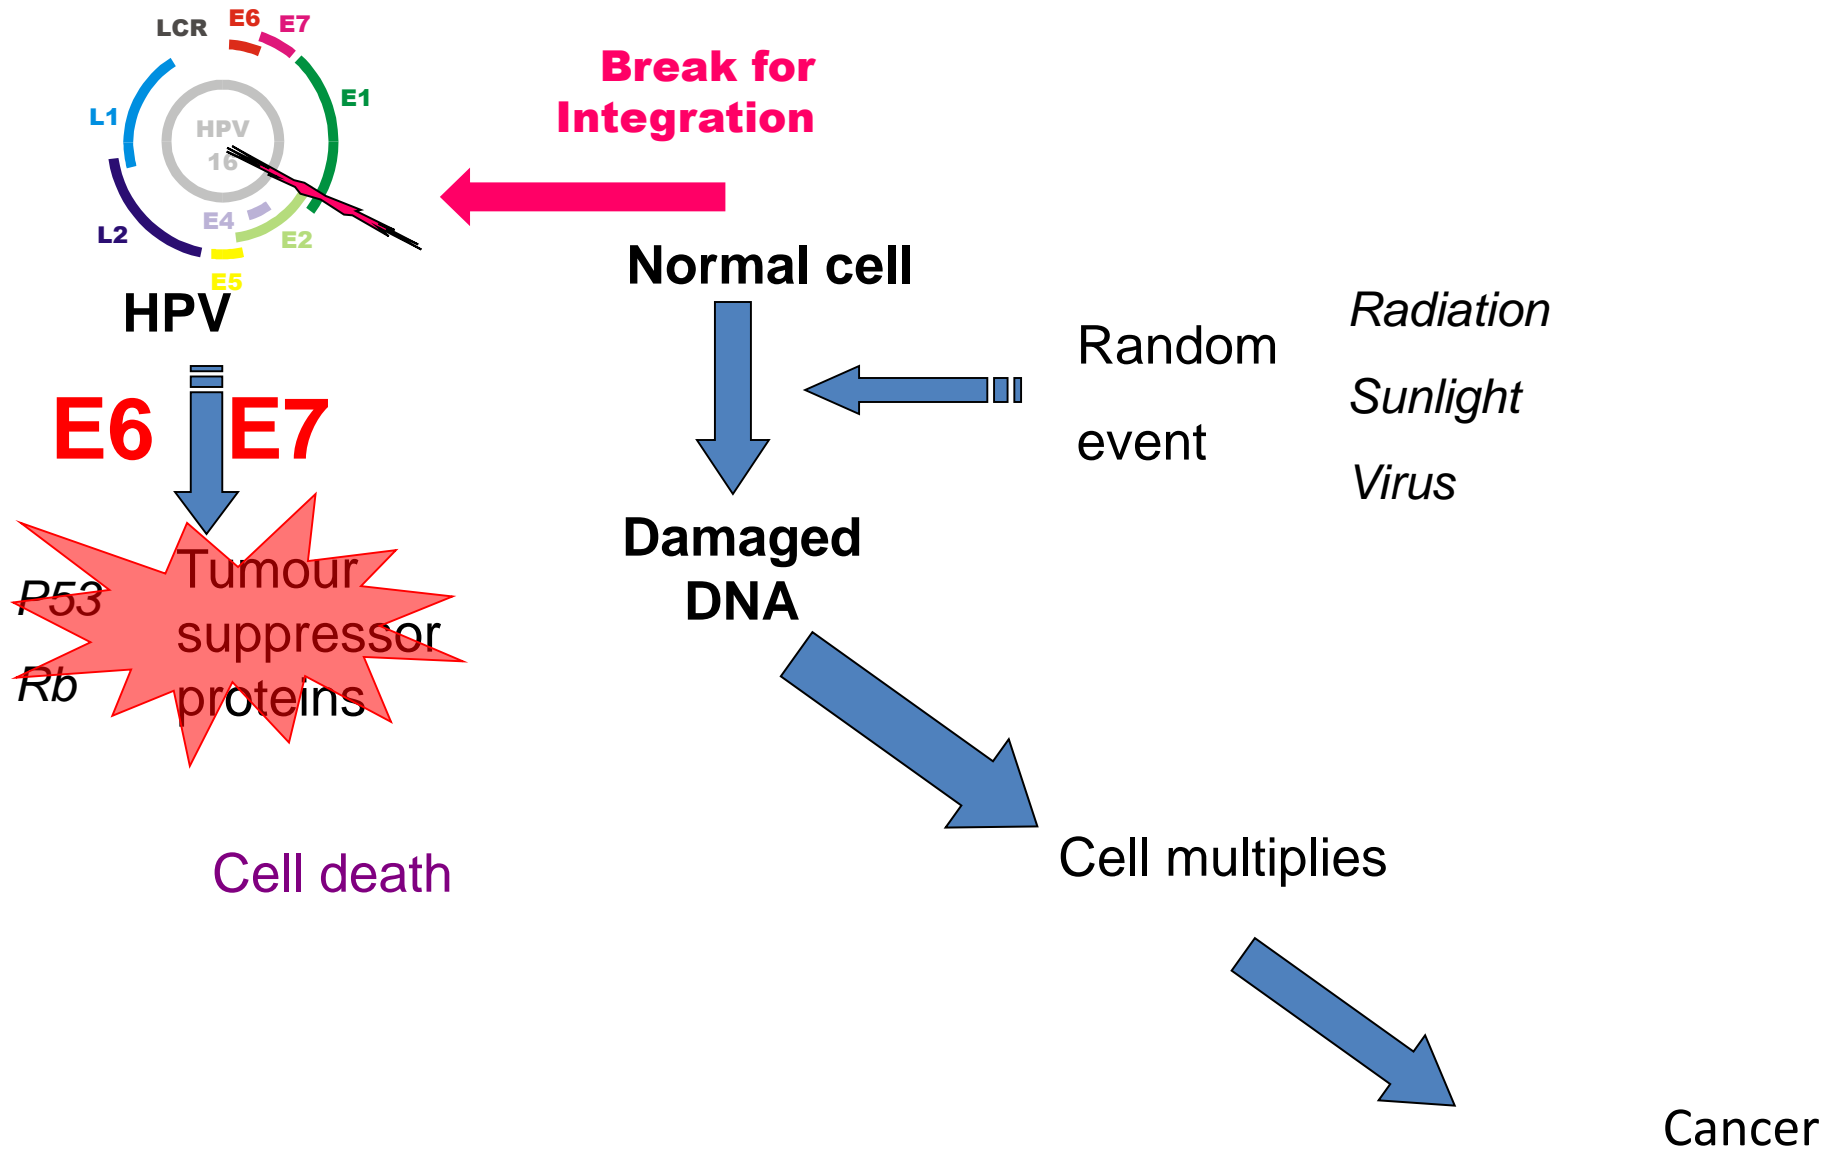 LCR
E6
E7
E1
L1
HPV
16
E4
L2
E2
E5
HPV
Break for
Integration
Normal cell
Random
event
Radiation
Sunlight
Virus
E6
E7
Damaged
DNA
P53
Rb
Tumour
suppressor
proteins
Cell death
Cell multiplies
Cancer